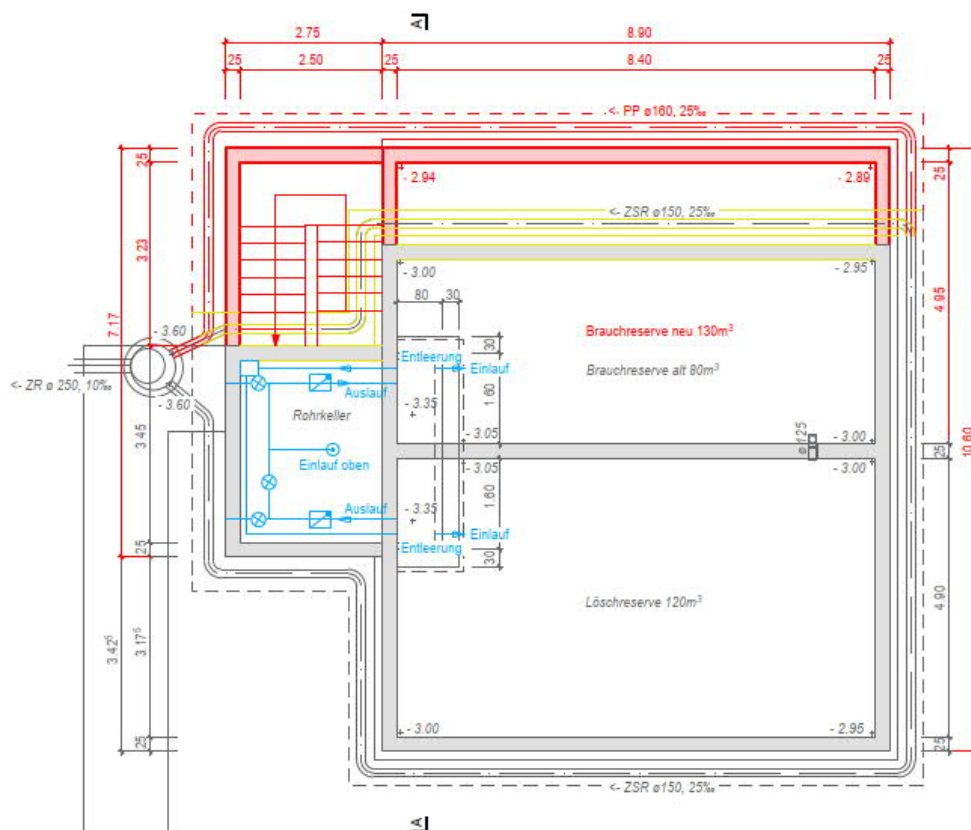 A
2.75 8.90
25 2.50 25 8.40 25
<- PP ø160, 25‰
25 - 2.94 - 2.89 25
<- ZSR ø150, 25‰
3.23 - 3.00 - 2.95
80 30
4.95
7.17 - 3.60 Brauchreserve neu 130m³
30
Entleerung Einlauf
<- ZR ø 250, 10‰ Brauchreserve alt 80m³
Auslauf 1.60
- 3.60 Rohrkeller - 3.35
3.45 - 3.05 ø125 - 3.00
10.60
25
Einlauf oben - 3.05 - 3.00
1.60
Auslauf - 3.35
Einlauf
25 Entleerung 30
4.90
Löschreserve 120m³
3.42⁵ 3.17⁵
25 - 3.00 - 2.95 25
<- ZSR ø150, 25‰
A